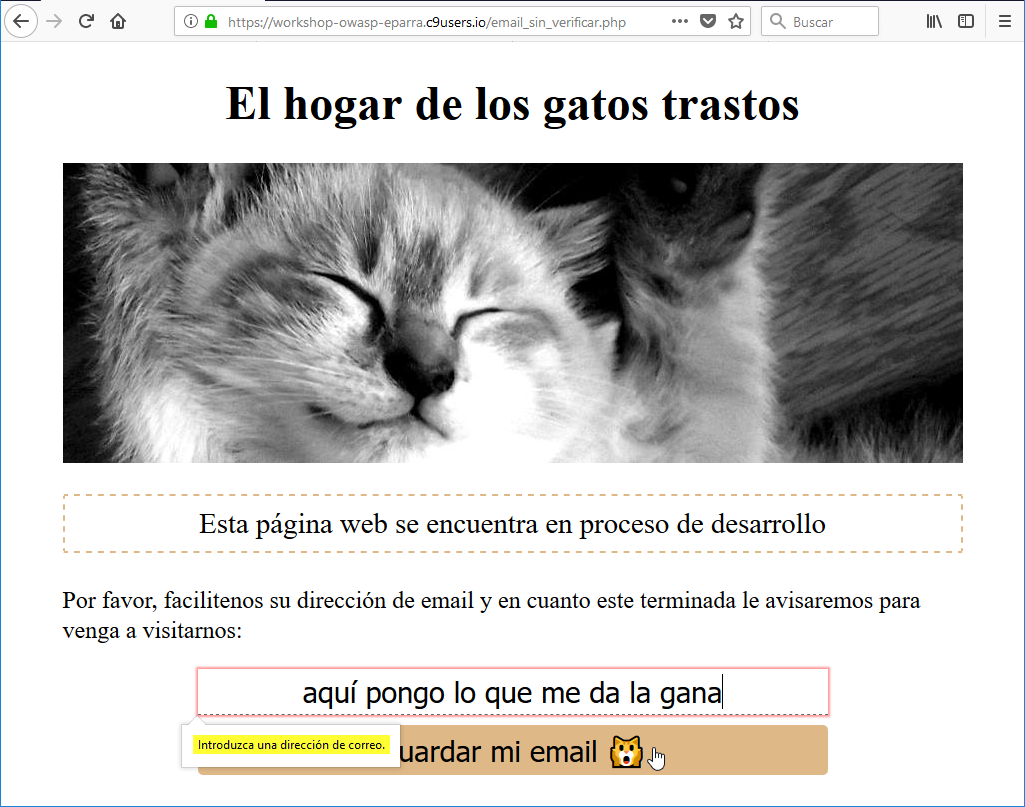 https://workshop-owasp-eparra.c9users.io/email_sin_verificar.php
Buscar
El hogar de los gatos trastos
Esta página web se encuentra en proceso de desarrollo
Por favor, facilitenos su dirección de email y en cuanto este terminada le avisaremos para
venga a visitarnos:
aquí pongo lo que me da la gana
Introduzca una dirección de correo.
uardar mi email